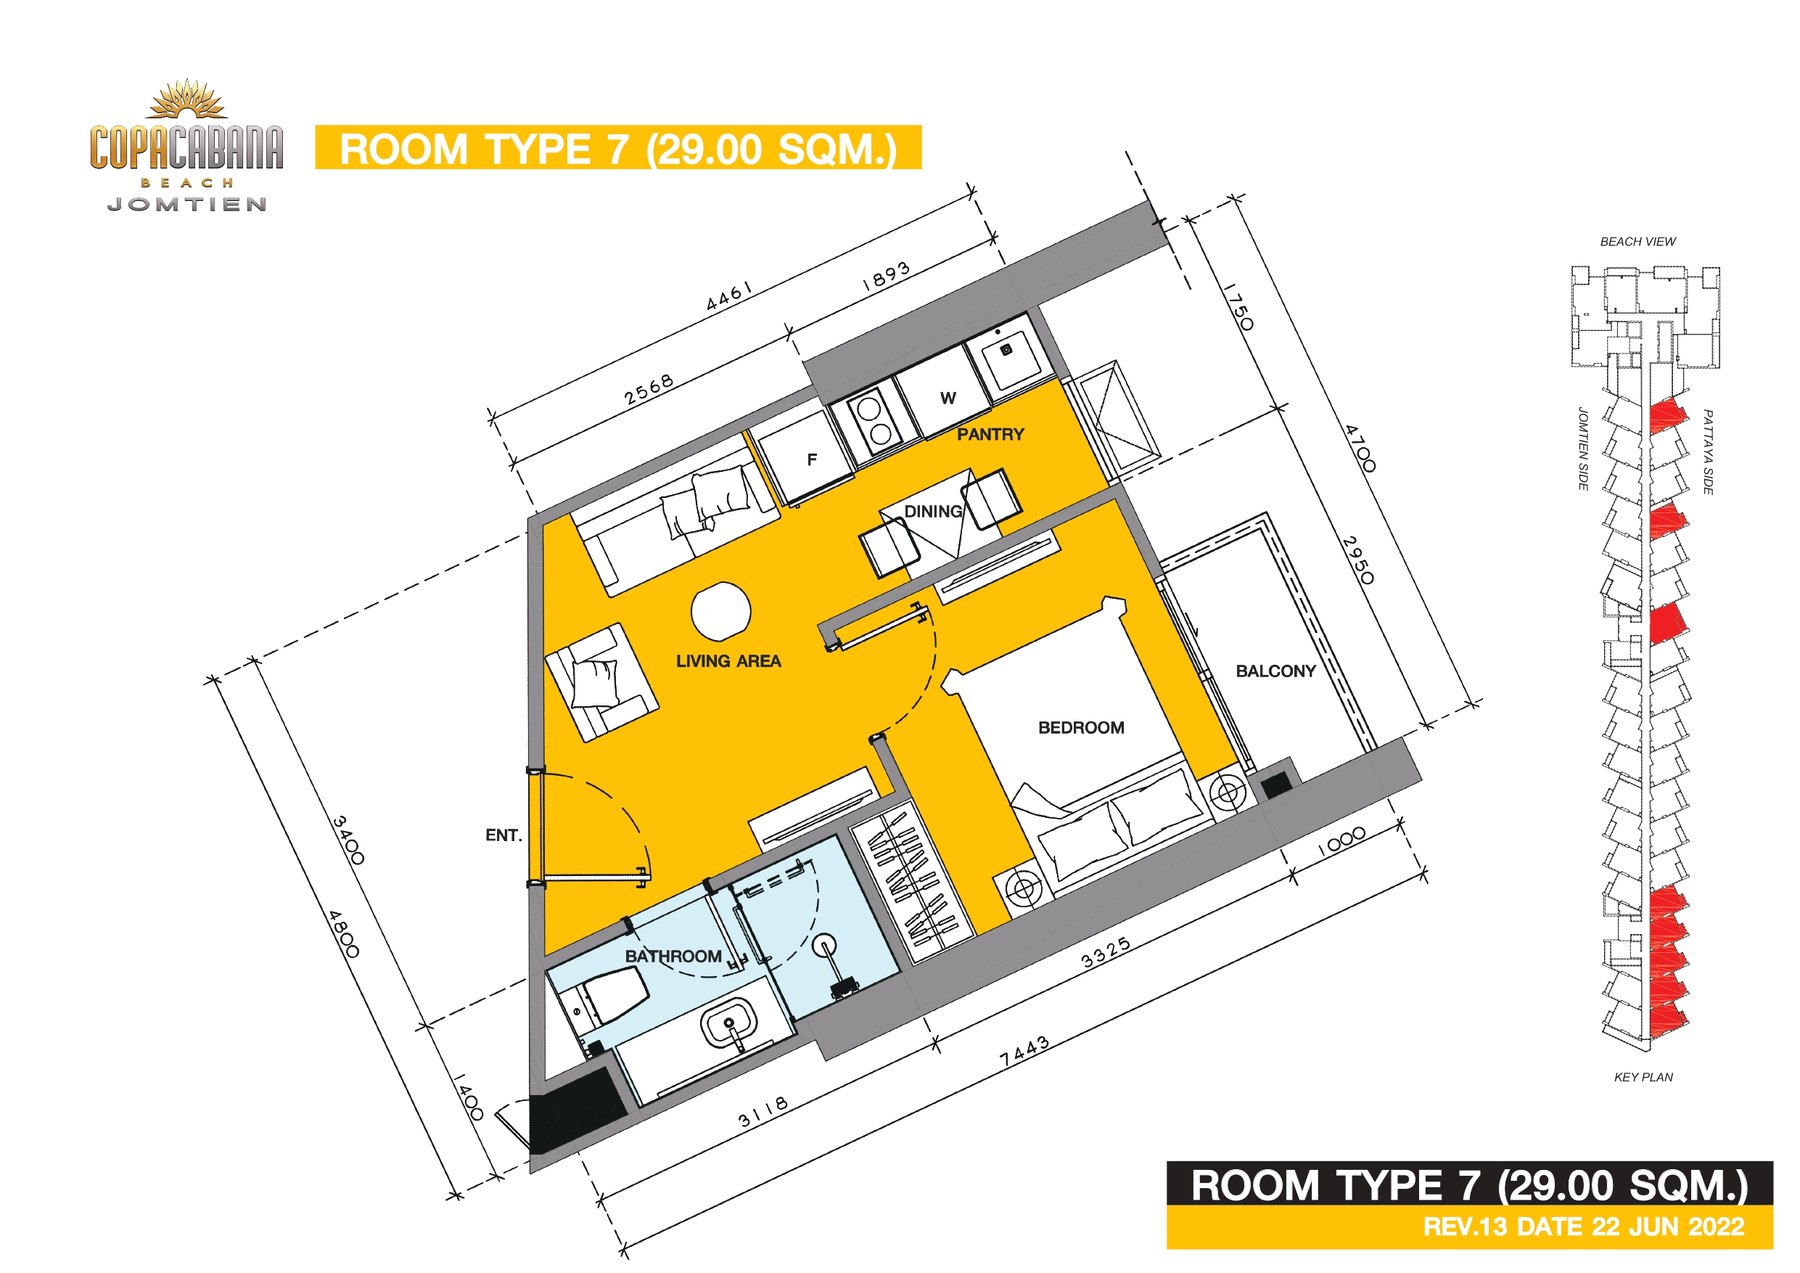 COPACABANA
BEACH
JOMTIEN
ROOM TYPE 7 (29.00 SQM.)
4461
1893
2568
1750
4700
2950
W
F
PANTRY
DINING
LIVING AREA
BEDROOM
BALCONY
ENT.
BATHROOM
3400
4800
1400
1000
3325
7443
3118
BEACH VIEW
JOMTIEN SIDE
PATTAYA SIDE
KEY PLAN
ROOM TYPE 7 (29.00 SQM.)
REV.13 DATE 22 JUN 2022